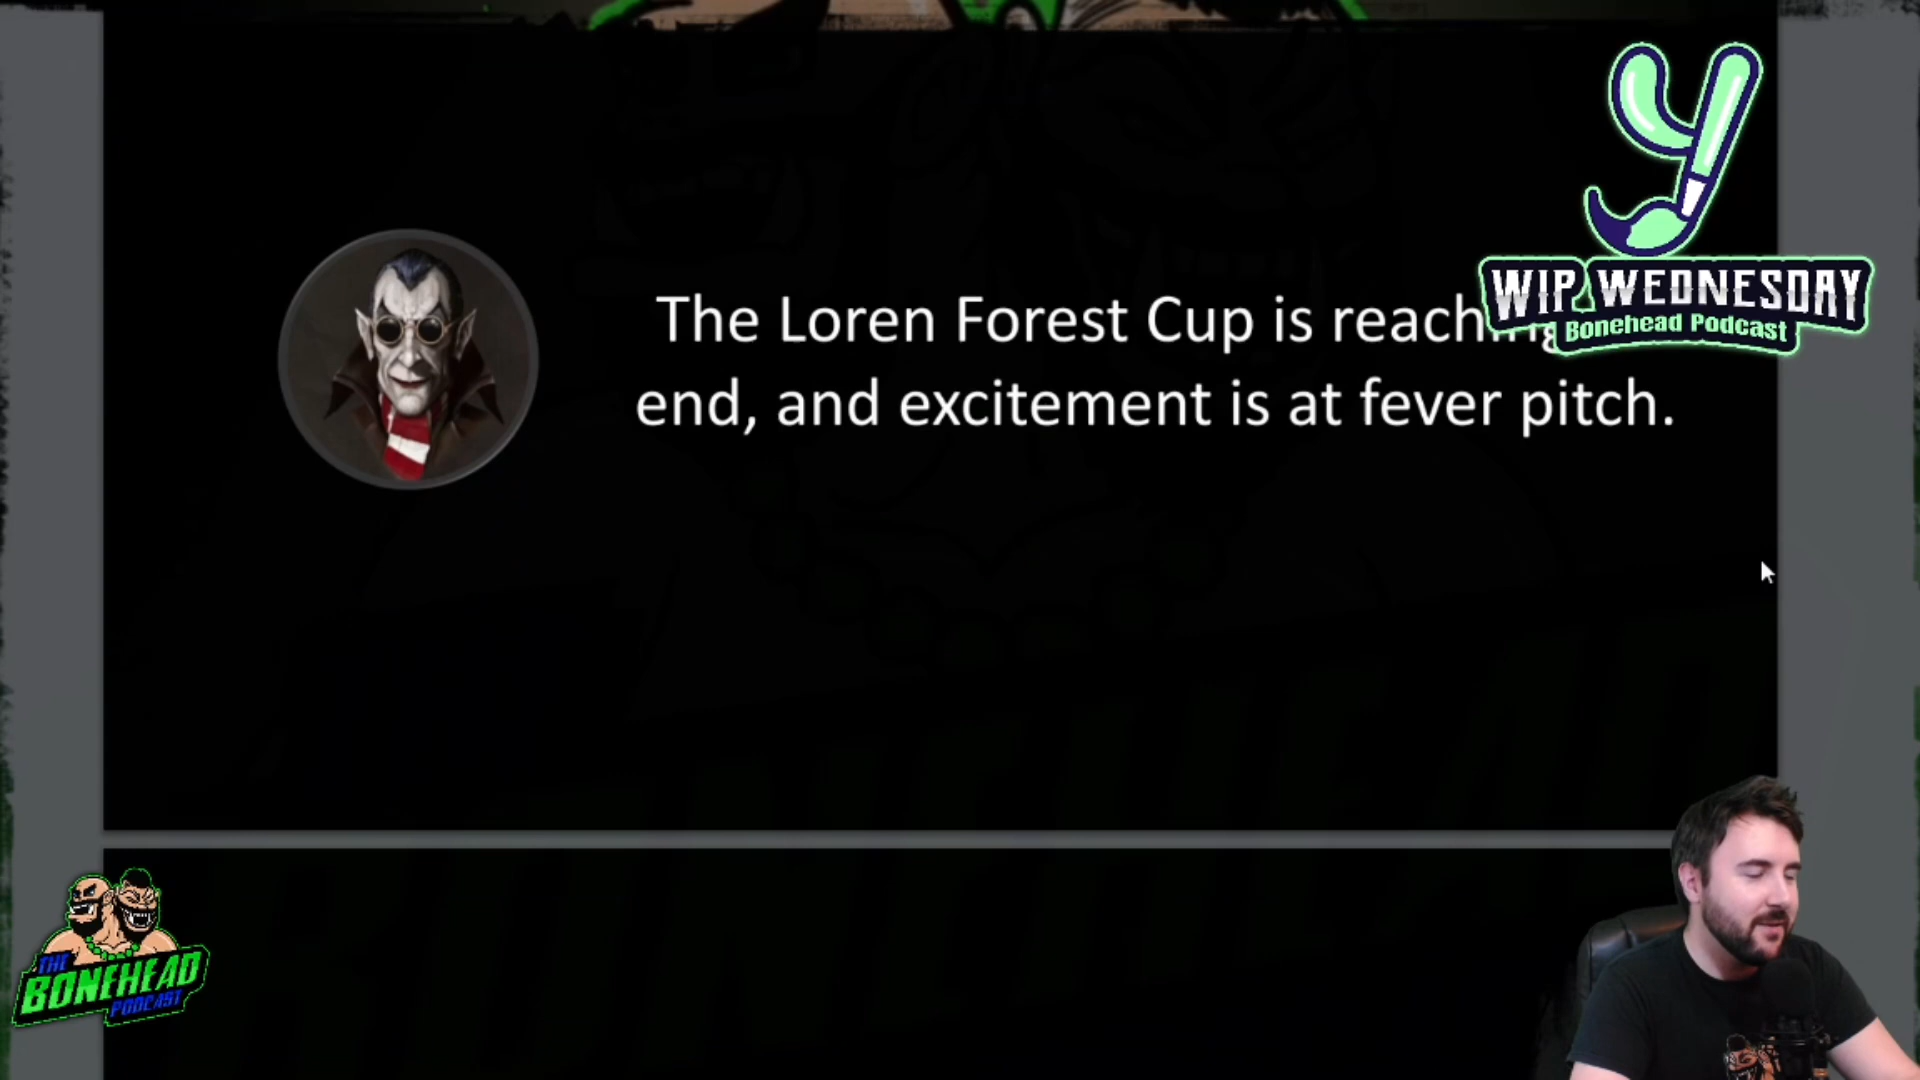 The Loren Forest Cup is reaching
end, and excitement is at fever pitch.
WIP WEDNESDAY
Bonehead Podcast
THE
BONEHEAD
PODCAST